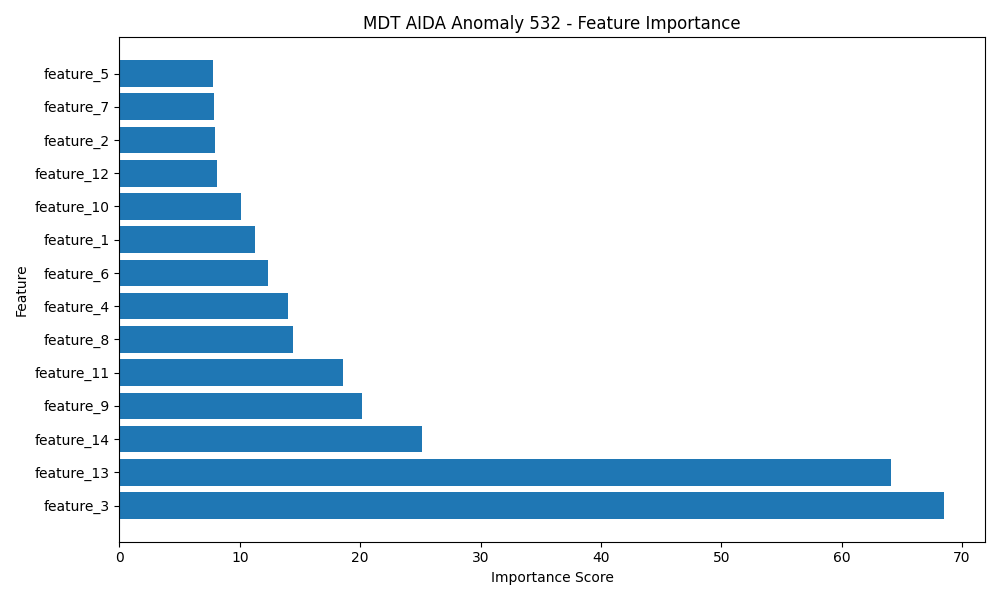 MDT AIDA Anomaly 532 - Feature Importance
feature_5
feature_7
feature_2
feature_12
feature_10
feature_1
feature_6
feature_4
feature_8
feature_11
feature_9
feature_14
feature_13
feature_3
Feature
0 10 20 30 40 50 60 70
Importance Score